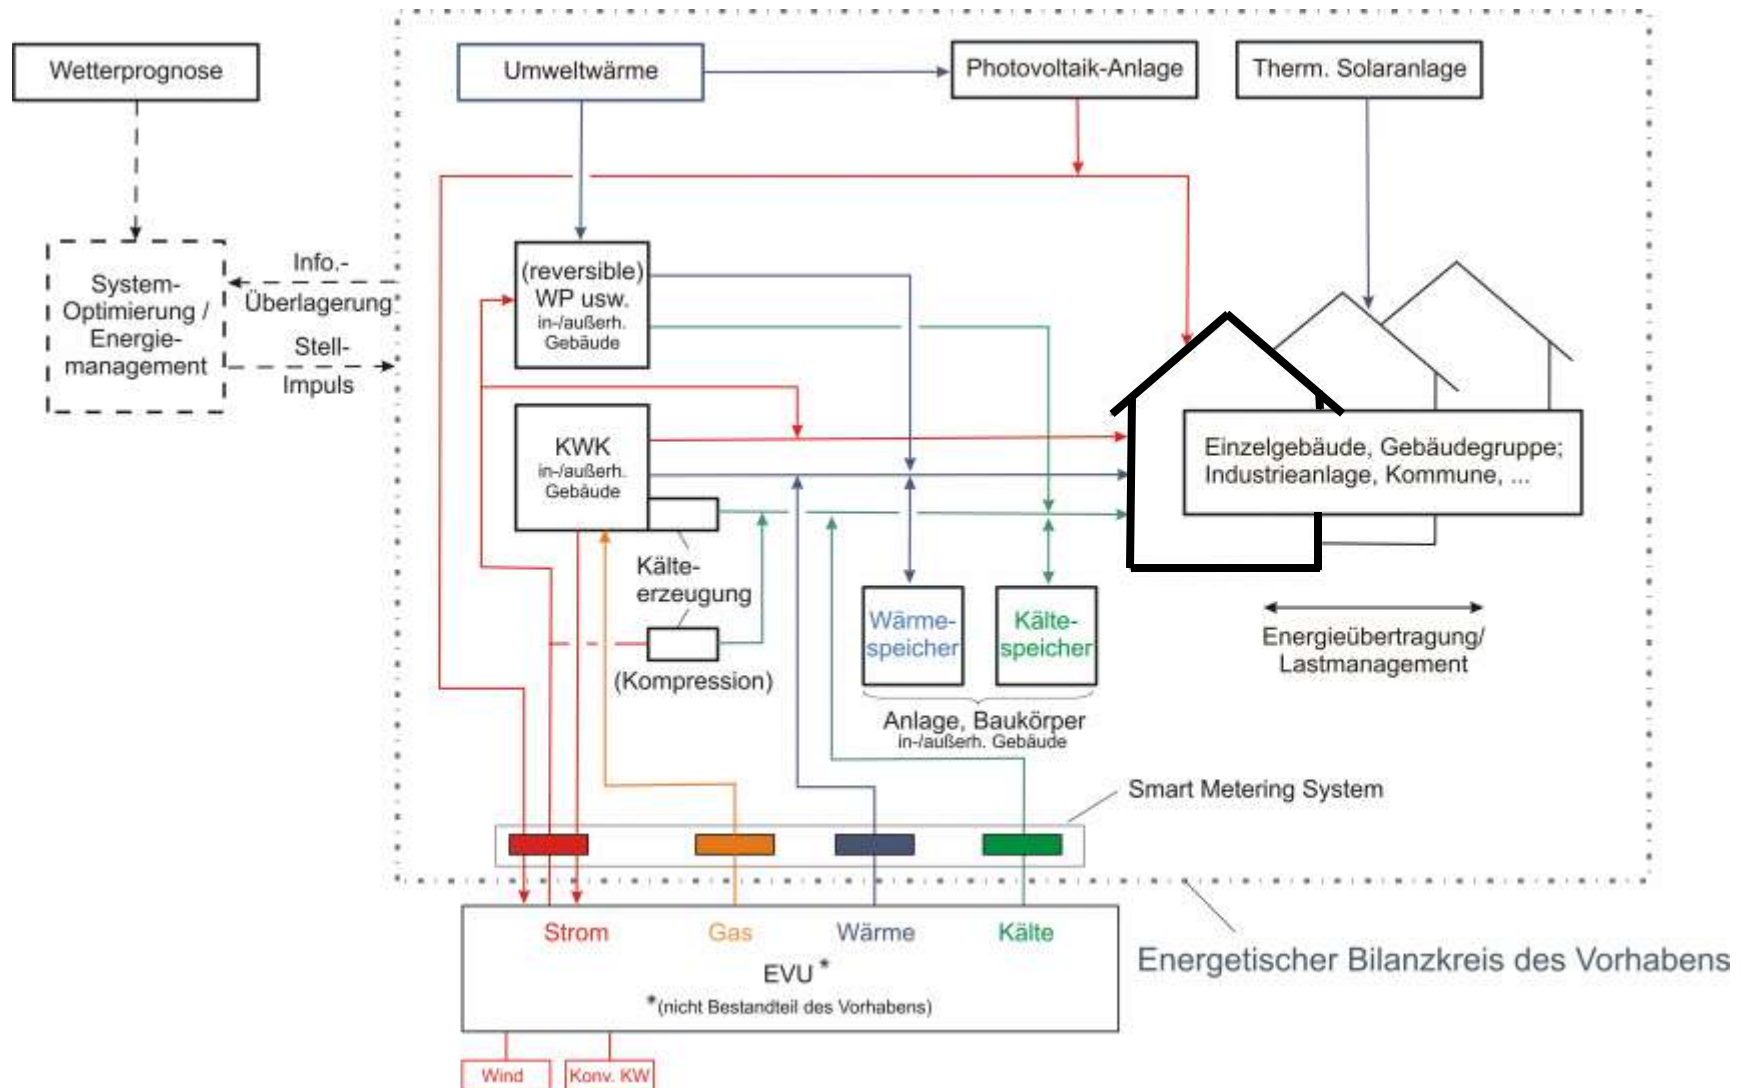 Wetterprognose
Umweltwärme
Photovoltaik-Anlage
Therm. Solaranlage
System-
Optimierung /
Energie-
management
Info.-
Überlagerung
Stell-
Impuls
(reversible)
WP usw.
in-/außerh.
Gebäude
KWK
in-/außerh.
Gebäude
Einzelgebäude, Gebäudegruppe;
Industrieanlage, Kommune, ...
Kälte-
erzeugung
(Kompression)
Wärme-
speicher
Kälte-
speicher
Anlage, Baukörper
in-/außerh. Gebäude
Energieübertragung/
Lastmanagement
Smart Metering System
Strom
Gas
Wärme
Kälte
EVU *
*(nicht Bestandteil des Vorhabens)
Energetischer Bilanzkreis des Vorhabens
Wind
Konv. KW